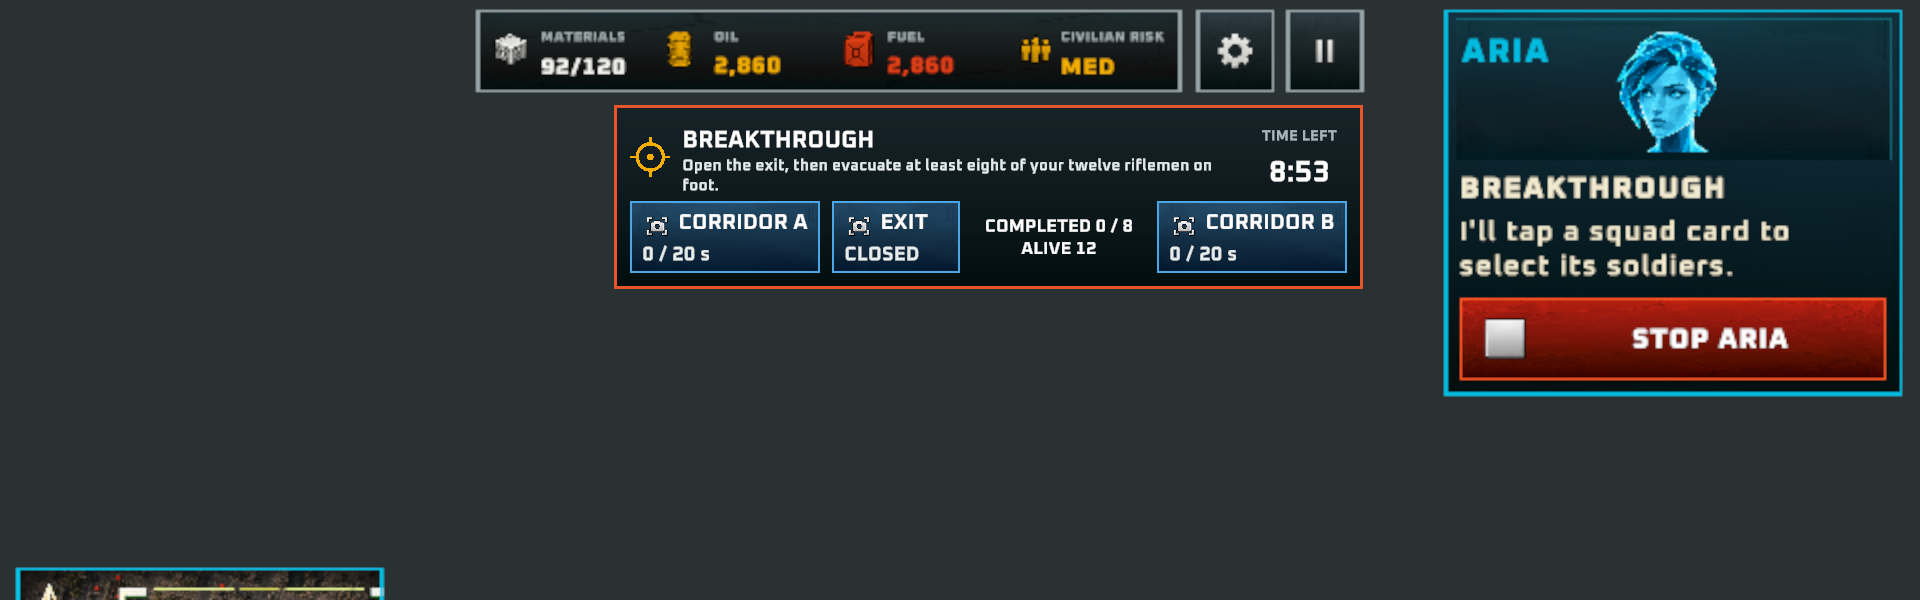 MATERIALS
92/120
OIL
2,860
FUEL
2,860
CIVILIAN RISK
MED
BREAKTHROUGH
Open the exit, then evacuate at least eight of your twelve riflemen on
foot.
TIME LEFT
8:53
CORRIDOR A
0 / 20 s
EXIT
CLOSED
COMPLETED 0 / 8
ALIVE 12
CORRIDOR B
0 / 20 s
ARIA
BREAKTHROUGH
I'll tap a squad card to
select its soldiers.
STOP ARIA